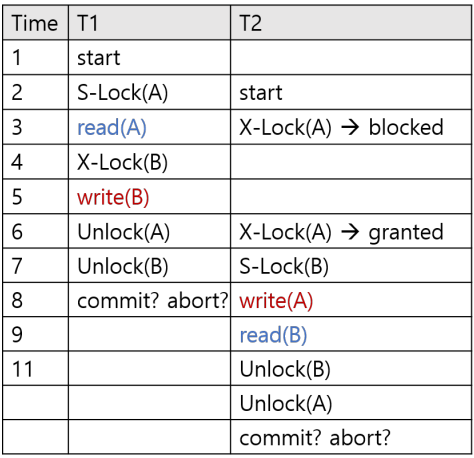 Time T1 T2
1 start
2 S-Lock(A) start
3 read(A) X-Lock(A) → blocked
4 X-Lock(B)
5 write(B)
6 Unlock(A) X-Lock(A) → granted
7 Unlock(B) S-Lock(B)
8 commit? abort? write(A)
9 read(B)
11 Unlock(B)
Unlock(A)
commit? abort?